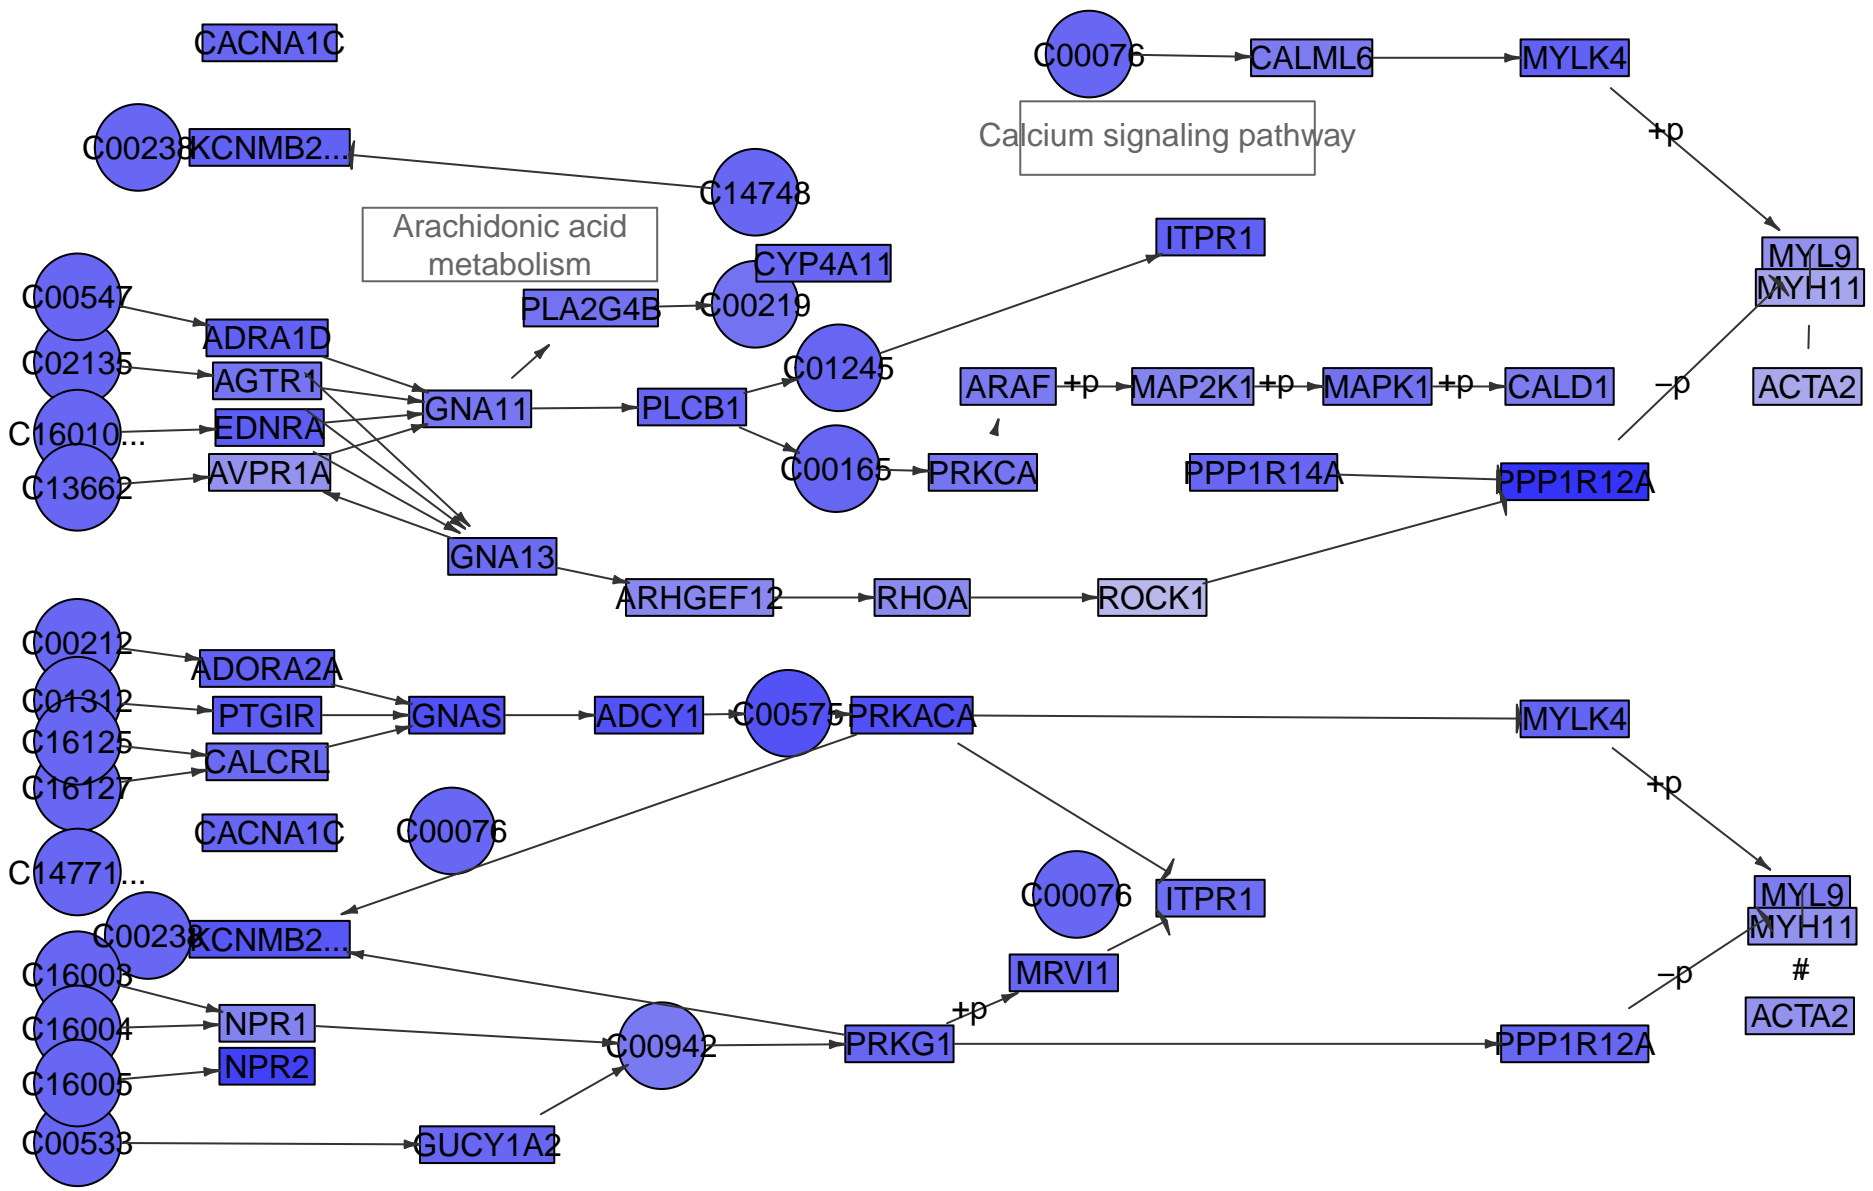 CACNA1C
C00076
CALML6
MYLK4
+p
C00238
KCNMB2...
C14748
Calcium signaling pathway
Arachidonic acid
metabolism
ITPR1
CYP4A11
MYL9
MYH11
C00547
PLA2G4B
C00219
ADRA1D
C02135
AGTR1
C01245
ARAF
+p
MAP2K1
+p
MAPK1
+p
CALD1
–p
ACTA2
GNA11
PLCB1
C16010...
EDNRA
C13662
AVPR1A
C00165
PRKCA
PPP1R14A
PPP1R12A
GNA13
ARHGEF12
RHOA
ROCK1
C00212
ADORA2A
C01312
PTGIR
GNAS
ADCY1
C00575
PRKACA
MYLK4
C16125
CALCRL
C16127
+p
CACNA1C
C00076
C14771...
C00076
ITPR1
MYL9
MYH11
C00238
KCNMB2...
C16003
MRVI1
–p
#
+p
ACTA2
C16004
NPR1
C00942
PRKG1
PPP1R12A
C16005
NPR2
C00533
GUCY1A2